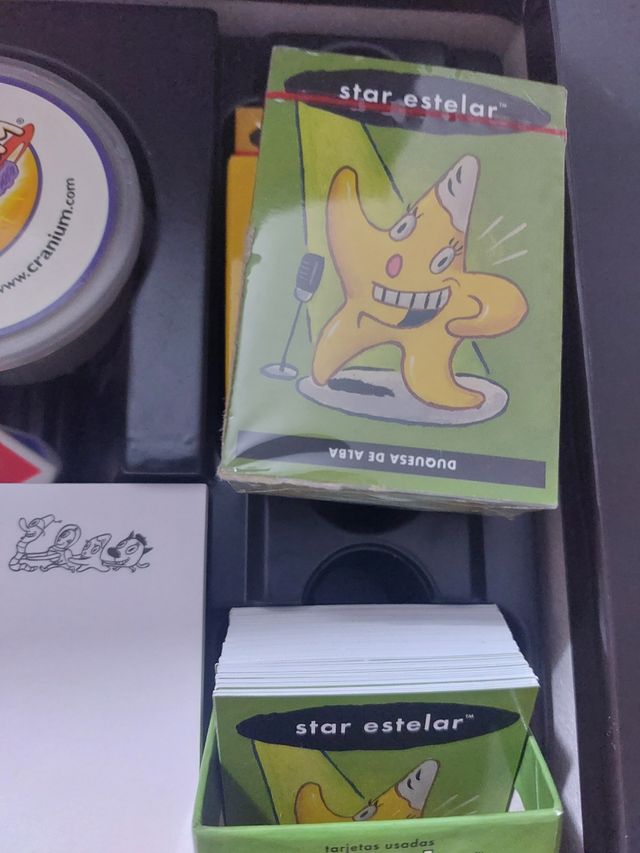 star estelar™
DUQUESA DE ALBA
www.cranium.com
star estelar™
tarjetas usadas